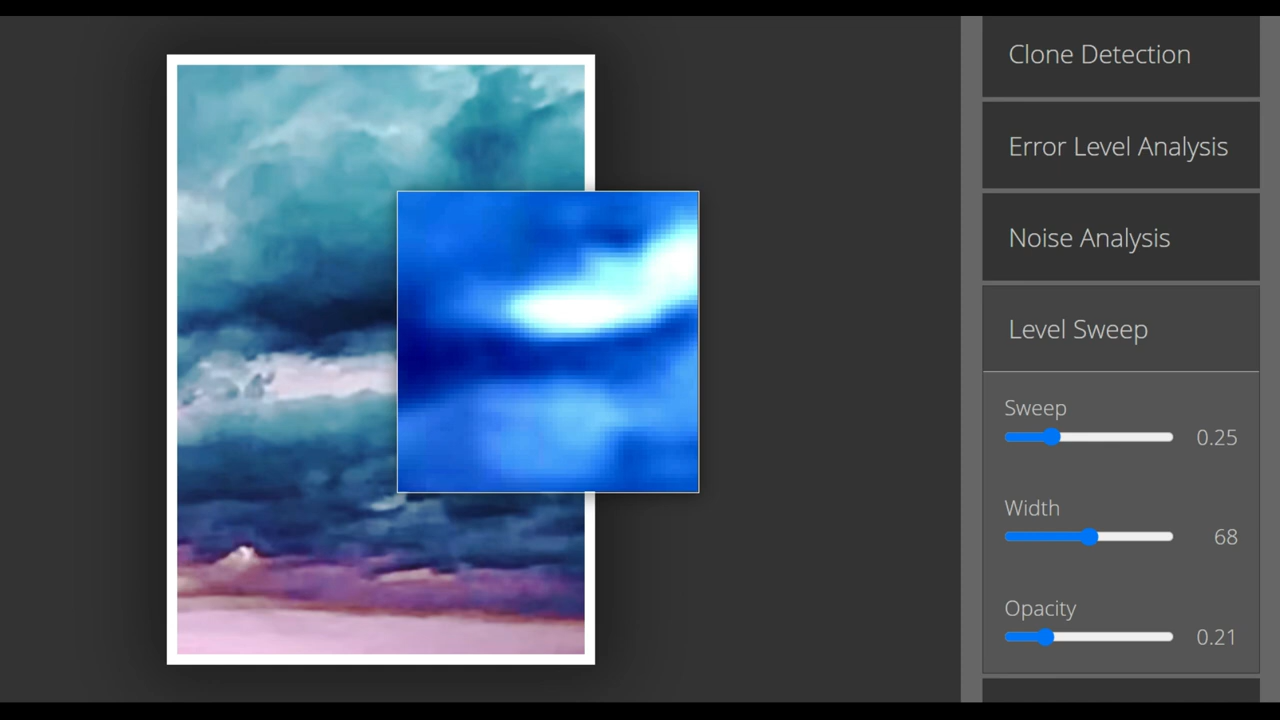 Clone Detection
Error Level Analysis
Noise Analysis
Level Sweep
Sweep
0.25
Width
68
Opacity
0.21